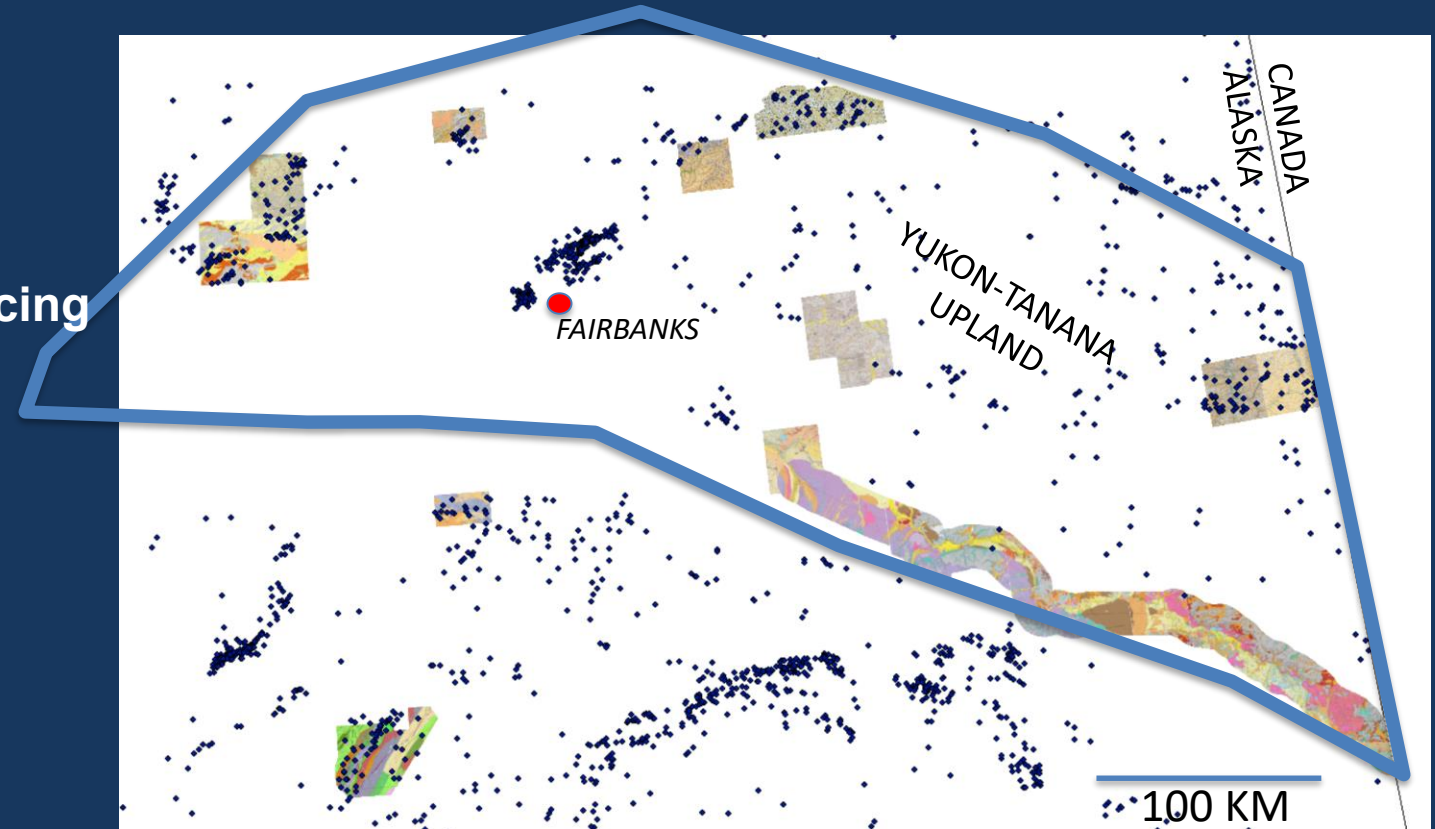 CANADA
ALASKA
YUKON-TANANA
UPLAND
cing
FAIRBANKS
100 KM